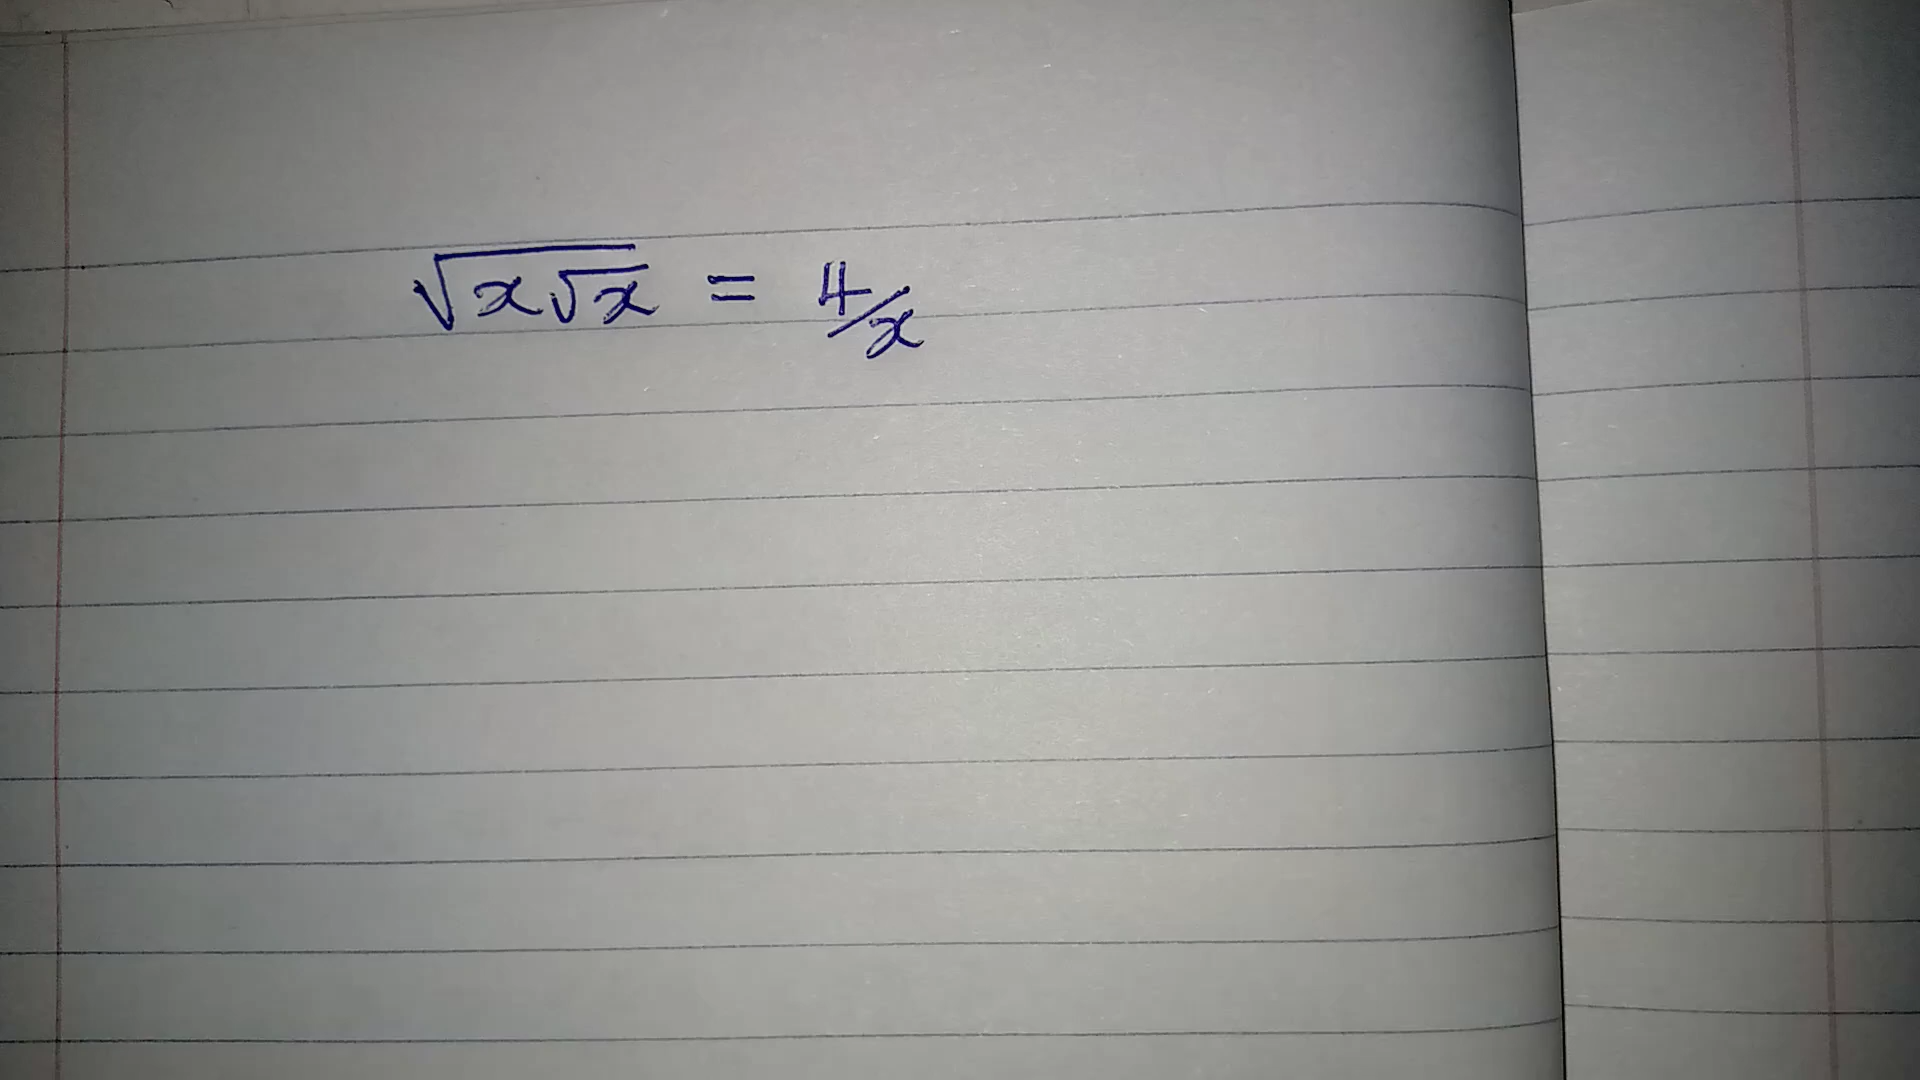 √(x√x) = 4/x